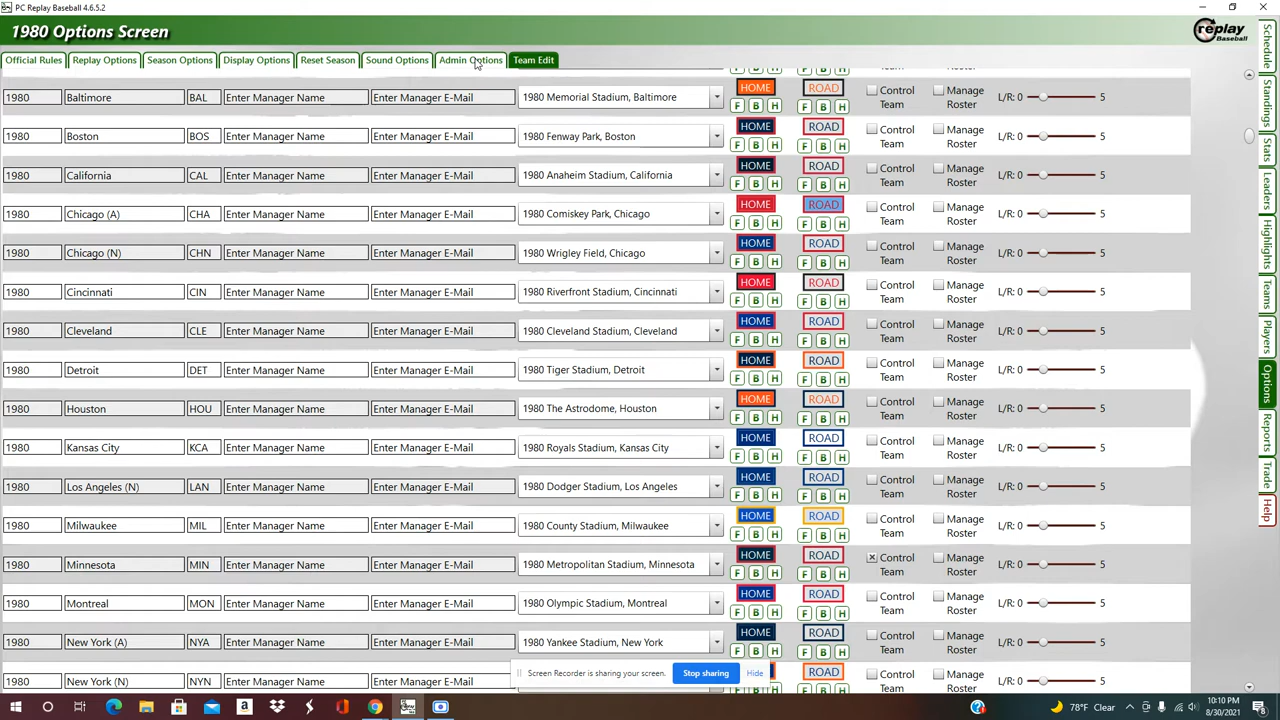 PC Replay Baseball 4.6.5.2
1980 Options Screen
replay
Baseball
Official Rules Replay Options Season Options Display Options Reset Season Sound Options Admin Options Team Edit
F B H F B H
1980 Baltimore BAL Enter Manager Name Enter Manager E-Mail 1980 Memorial Stadium, Baltimore HOME ROAD Control Team Manage Roster L/R: 0 5
F B H F B H
1980 Boston BOS Enter Manager Name Enter Manager E-Mail 1980 Fenway Park, Boston HOME ROAD Control Team Manage Roster L/R: 0 5
F B H F B H
1980 California CAL Enter Manager Name Enter Manager E-Mail 1980 Anaheim Stadium, California HOME ROAD Control Team Manage Roster L/R: 0 5
F B H F B H
1980 Chicago (A) CHA Enter Manager Name Enter Manager E-Mail 1980 Comiskey Park, Chicago HOME ROAD Control Team Manage Roster L/R: 0 5
F B H F B H
1980 Chicago (N) CHN Enter Manager Name Enter Manager E-Mail 1980 Wrigley Field, Chicago HOME ROAD Control Team Manage Roster L/R: 0 5
F B H F B H
1980 Cincinnati CIN Enter Manager Name Enter Manager E-Mail 1980 Riverfront Stadium, Cincinnati HOME ROAD Control Team Manage Roster L/R: 0 5
F B H F B H
1980 Cleveland CLE Enter Manager Name Enter Manager E-Mail 1980 Cleveland Stadium, Cleveland HOME ROAD Control Team Manage Roster L/R: 0 5
F B H F B H
1980 Detroit DET Enter Manager Name Enter Manager E-Mail 1980 Tiger Stadium, Detroit HOME ROAD Control Team Manage Roster L/R: 0 5
F B H F B H
1980 Houston HOU Enter Manager Name Enter Manager E-Mail 1980 The Astrodome, Houston HOME ROAD Control Team Manage Roster L/R: 0 5
F B H F B H
1980 Kansas City KCA Enter Manager Name Enter Manager E-Mail 1980 Royals Stadium, Kansas City HOME ROAD Control Team Manage Roster L/R: 0 5
F B H F B H
1980 Los Angeles (N) LAN Enter Manager Name Enter Manager E-Mail 1980 Dodger Stadium, Los Angeles HOME ROAD Control Team Manage Roster L/R: 0 5
F B H F B H
1980 Milwaukee MIL Enter Manager Name Enter Manager E-Mail 1980 County Stadium, Milwaukee HOME ROAD Control Team Manage Roster L/R: 0 5
F B H F B H
1980 Minnesota MIN Enter Manager Name Enter Manager E-Mail 1980 Metropolitan Stadium, Minnesota HOME ROAD Control Team Manage Roster L/R: 0 5
F B H F B H
1980 Montreal MON Enter Manager Name Enter Manager E-Mail 1980 Olympic Stadium, Montreal HOME ROAD Control Team Manage Roster L/R: 0 5
F B H F B H
1980 New York (A) NYA Enter Manager Name Enter Manager E-Mail 1980 Yankee Stadium, New York HOME ROAD Control Team Manage Roster L/R: 0 5
F B H F B H
1980 New York (N) NYN Enter Manager Name Enter Manager E-Mail ROAD Control Team Manage Roster L/R: 0 5
Screen Recorder is sharing your screen. Stop sharing Hide
Schedule
Standings
Stats
Leaders
Highlights
Teams
Players
Options
Reports
Trade
Help
78°F Clear
10:10 PM
8/30/2021
8